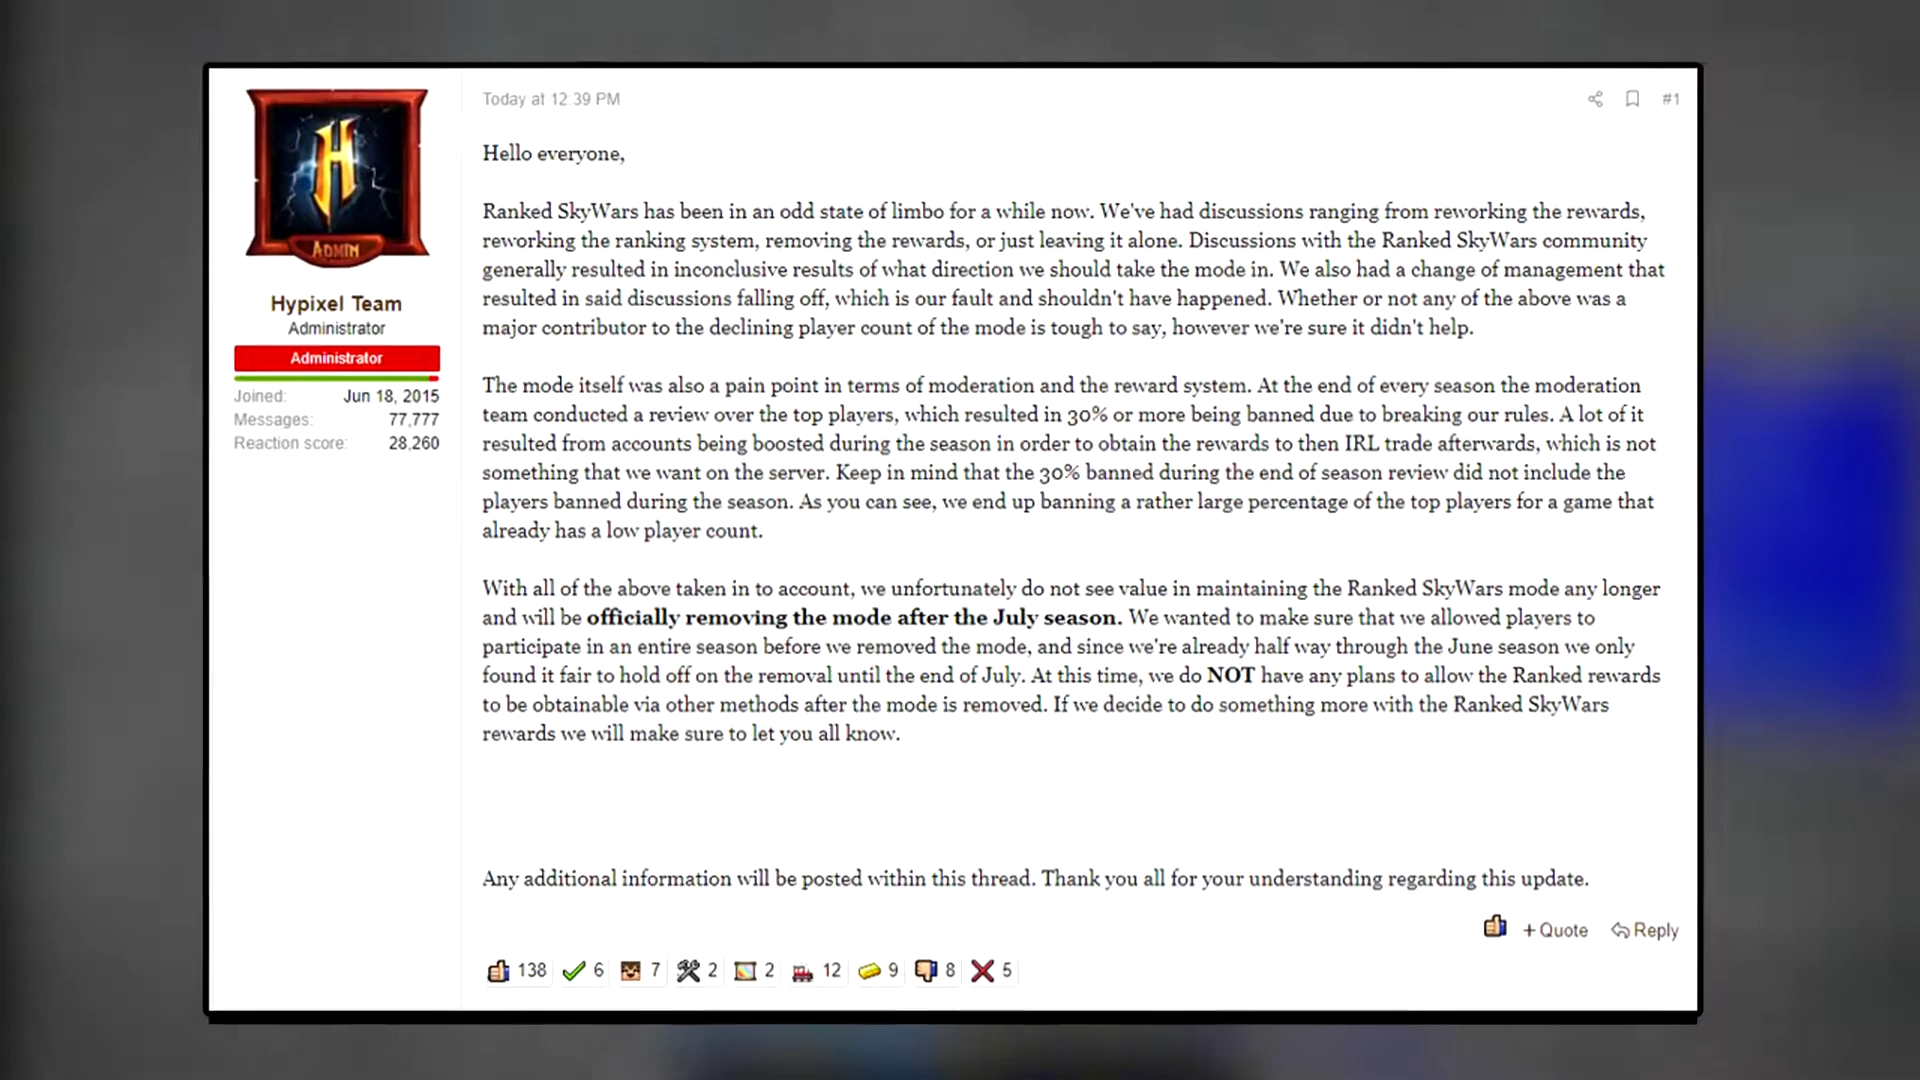 Today at 12:39 PM
#1
H
ADMIN
Hypixel Team
Administrator
Administrator
Joined: Jun 18, 2015
Messages: 77,777
Reaction score: 28,260
Hello everyone,
Ranked SkyWars has been in an odd state of limbo for a while now. We've had discussions ranging from reworking the rewards,
reworking the ranking system, removing the rewards, or just leaving it alone. Discussions with the Ranked SkyWars community
generally resulted in inconclusive results of what direction we should take the mode in. We also had a change of management that
resulted in said discussions falling off, which is our fault and shouldn't have happened. Whether or not any of the above was a
major contributor to the declining player count of the mode is tough to say, however we're sure it didn't help.
The mode itself was also a pain point in terms of moderation and the reward system. At the end of every season the moderation
team conducted a review over the top players, which resulted in 30% or more being banned due to breaking our rules. A lot of it
resulted from accounts being boosted during the season in order to obtain the rewards to then IRL trade afterwards, which is not
something that we want on the server. Keep in mind that the 30% banned during the end of season review did not include the
players banned during the season. As you can see, we end up banning a rather large percentage of the top players for a game that
already has a low player count.
With all of the above taken in to account, we unfortunately do not see value in maintaining the Ranked SkyWars mode any longer
and will be officially removing the mode after the July season. We wanted to make sure that we allowed players to
participate in an entire season before we removed the mode, and since we're already half way through the June season we only
found it fair to hold off on the removal until the end of July. At this time, we do NOT have any plans to allow the Ranked rewards
to be obtainable via other methods after the mode is removed. If we decide to do something more with the Ranked SkyWars
rewards we will make sure to let you all know.
Any additional information will be posted within this thread. Thank you all for your understanding regarding this update.
+ Quote Reply
138 6 7 2 2 12 9 8 5